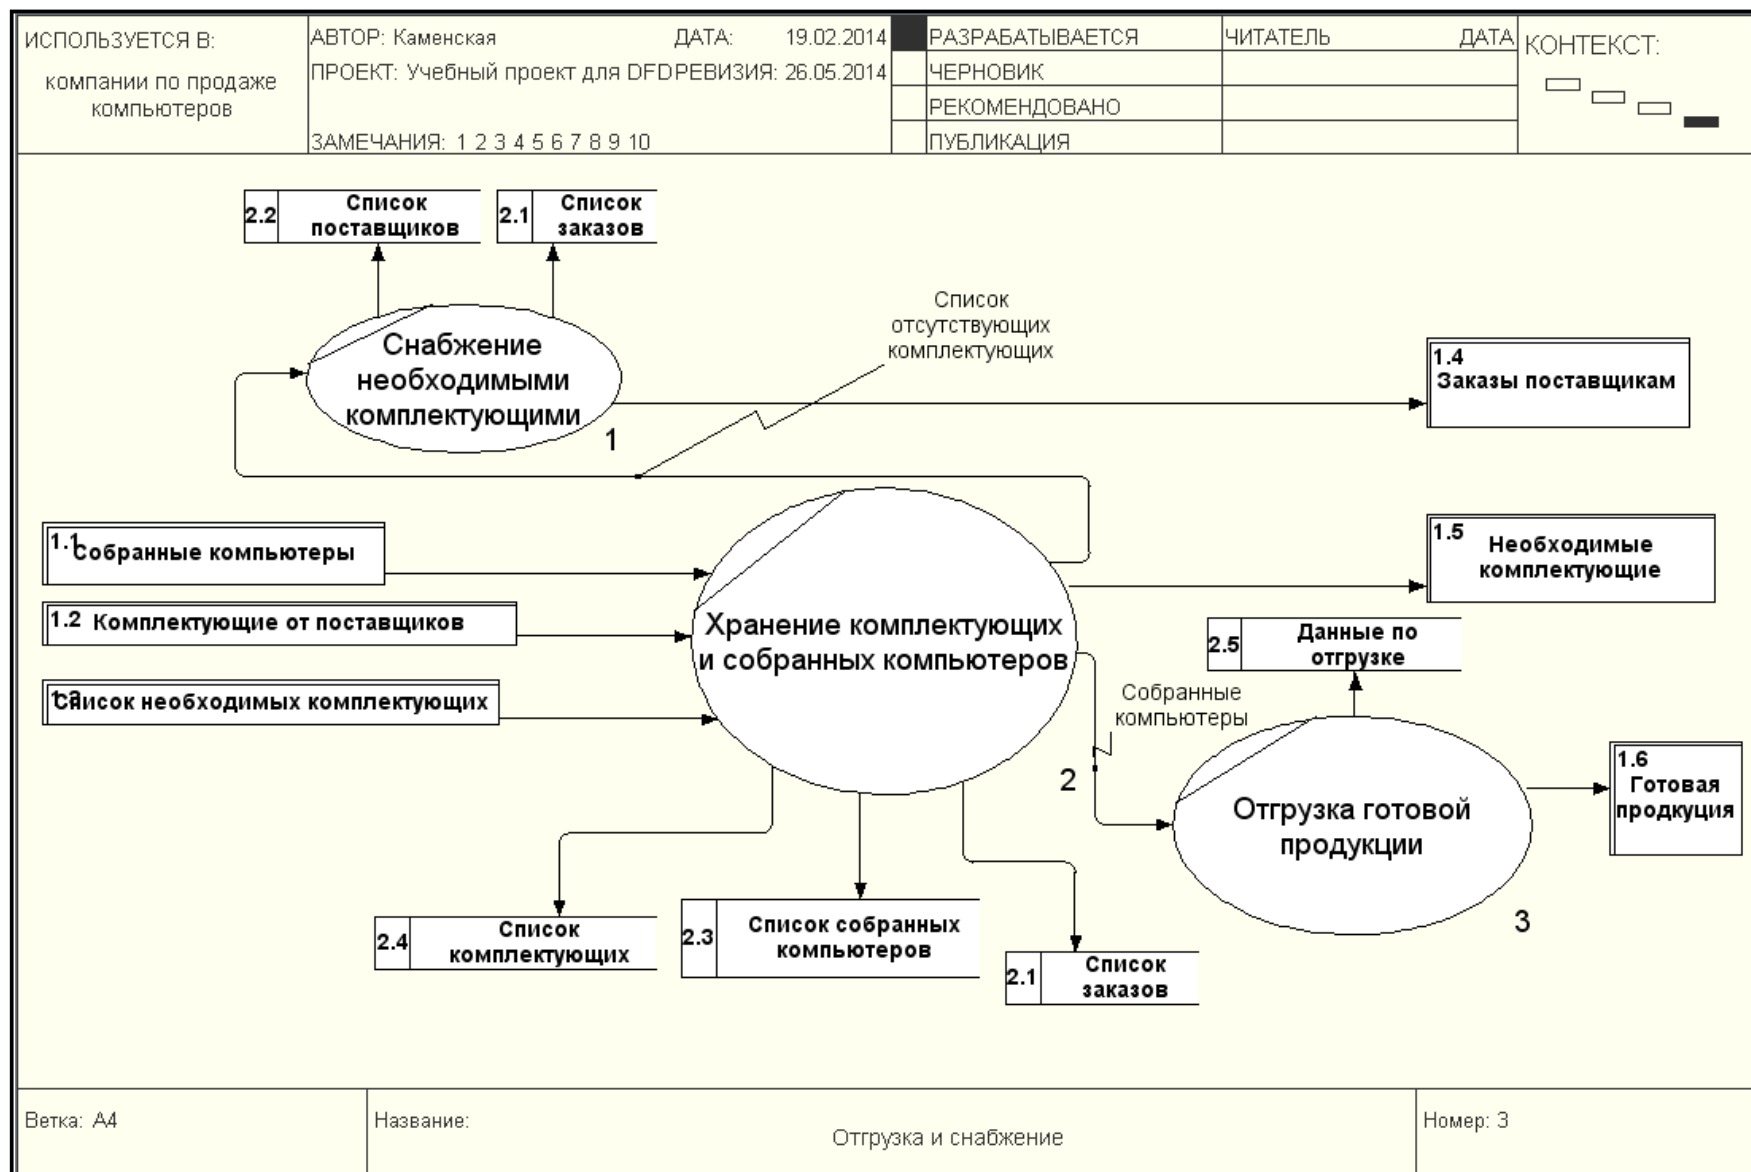 ИСПОЛЬЗУЕТСЯ В:
компании по продаже
компьютеров
АВТОР: Каменская
ДАТА: 19.02.2014
ПРОЕКТ: Учебный проект для DFD
РЕВИЗИЯ: 26.05.2014
ЗАМЕЧАНИЯ: 1 2 3 4 5 6 7 8 9 10
РАЗРАБАТЫВАЕТСЯ
ЧЕРНОВИК
РЕКОМЕНДОВАНО
ПУБЛИКАЦИЯ
ЧИТАТЕЛЬ
ДАТА
КОНТЕКСТ:
2.2
Список
поставщиков
2.1
Список
заказов
Список
отсутствующих
комплектующих
Снабжение
необходимыми
комплектующими
1
1.4
Заказы поставщикам
1.1
Собранные компьютеры
1.5
Необходимые
комплектующие
1.2 Комплектующие от поставщиков
Хранение комплектующих
и собранных компьютеров
2.5
Данные по
отгрузке
1.3
Список необходимых комплектующих
Собранные
компьютеры
2
1.6
Готовая
продкуция
Отгрузка готовой
продукции
3
2.4
Список
комплектующих
2.3
Список собранных
компьютеров
2.1
Список
заказов
Ветка: A4
Название:
Отгрузка и снабжение
Номер: 3